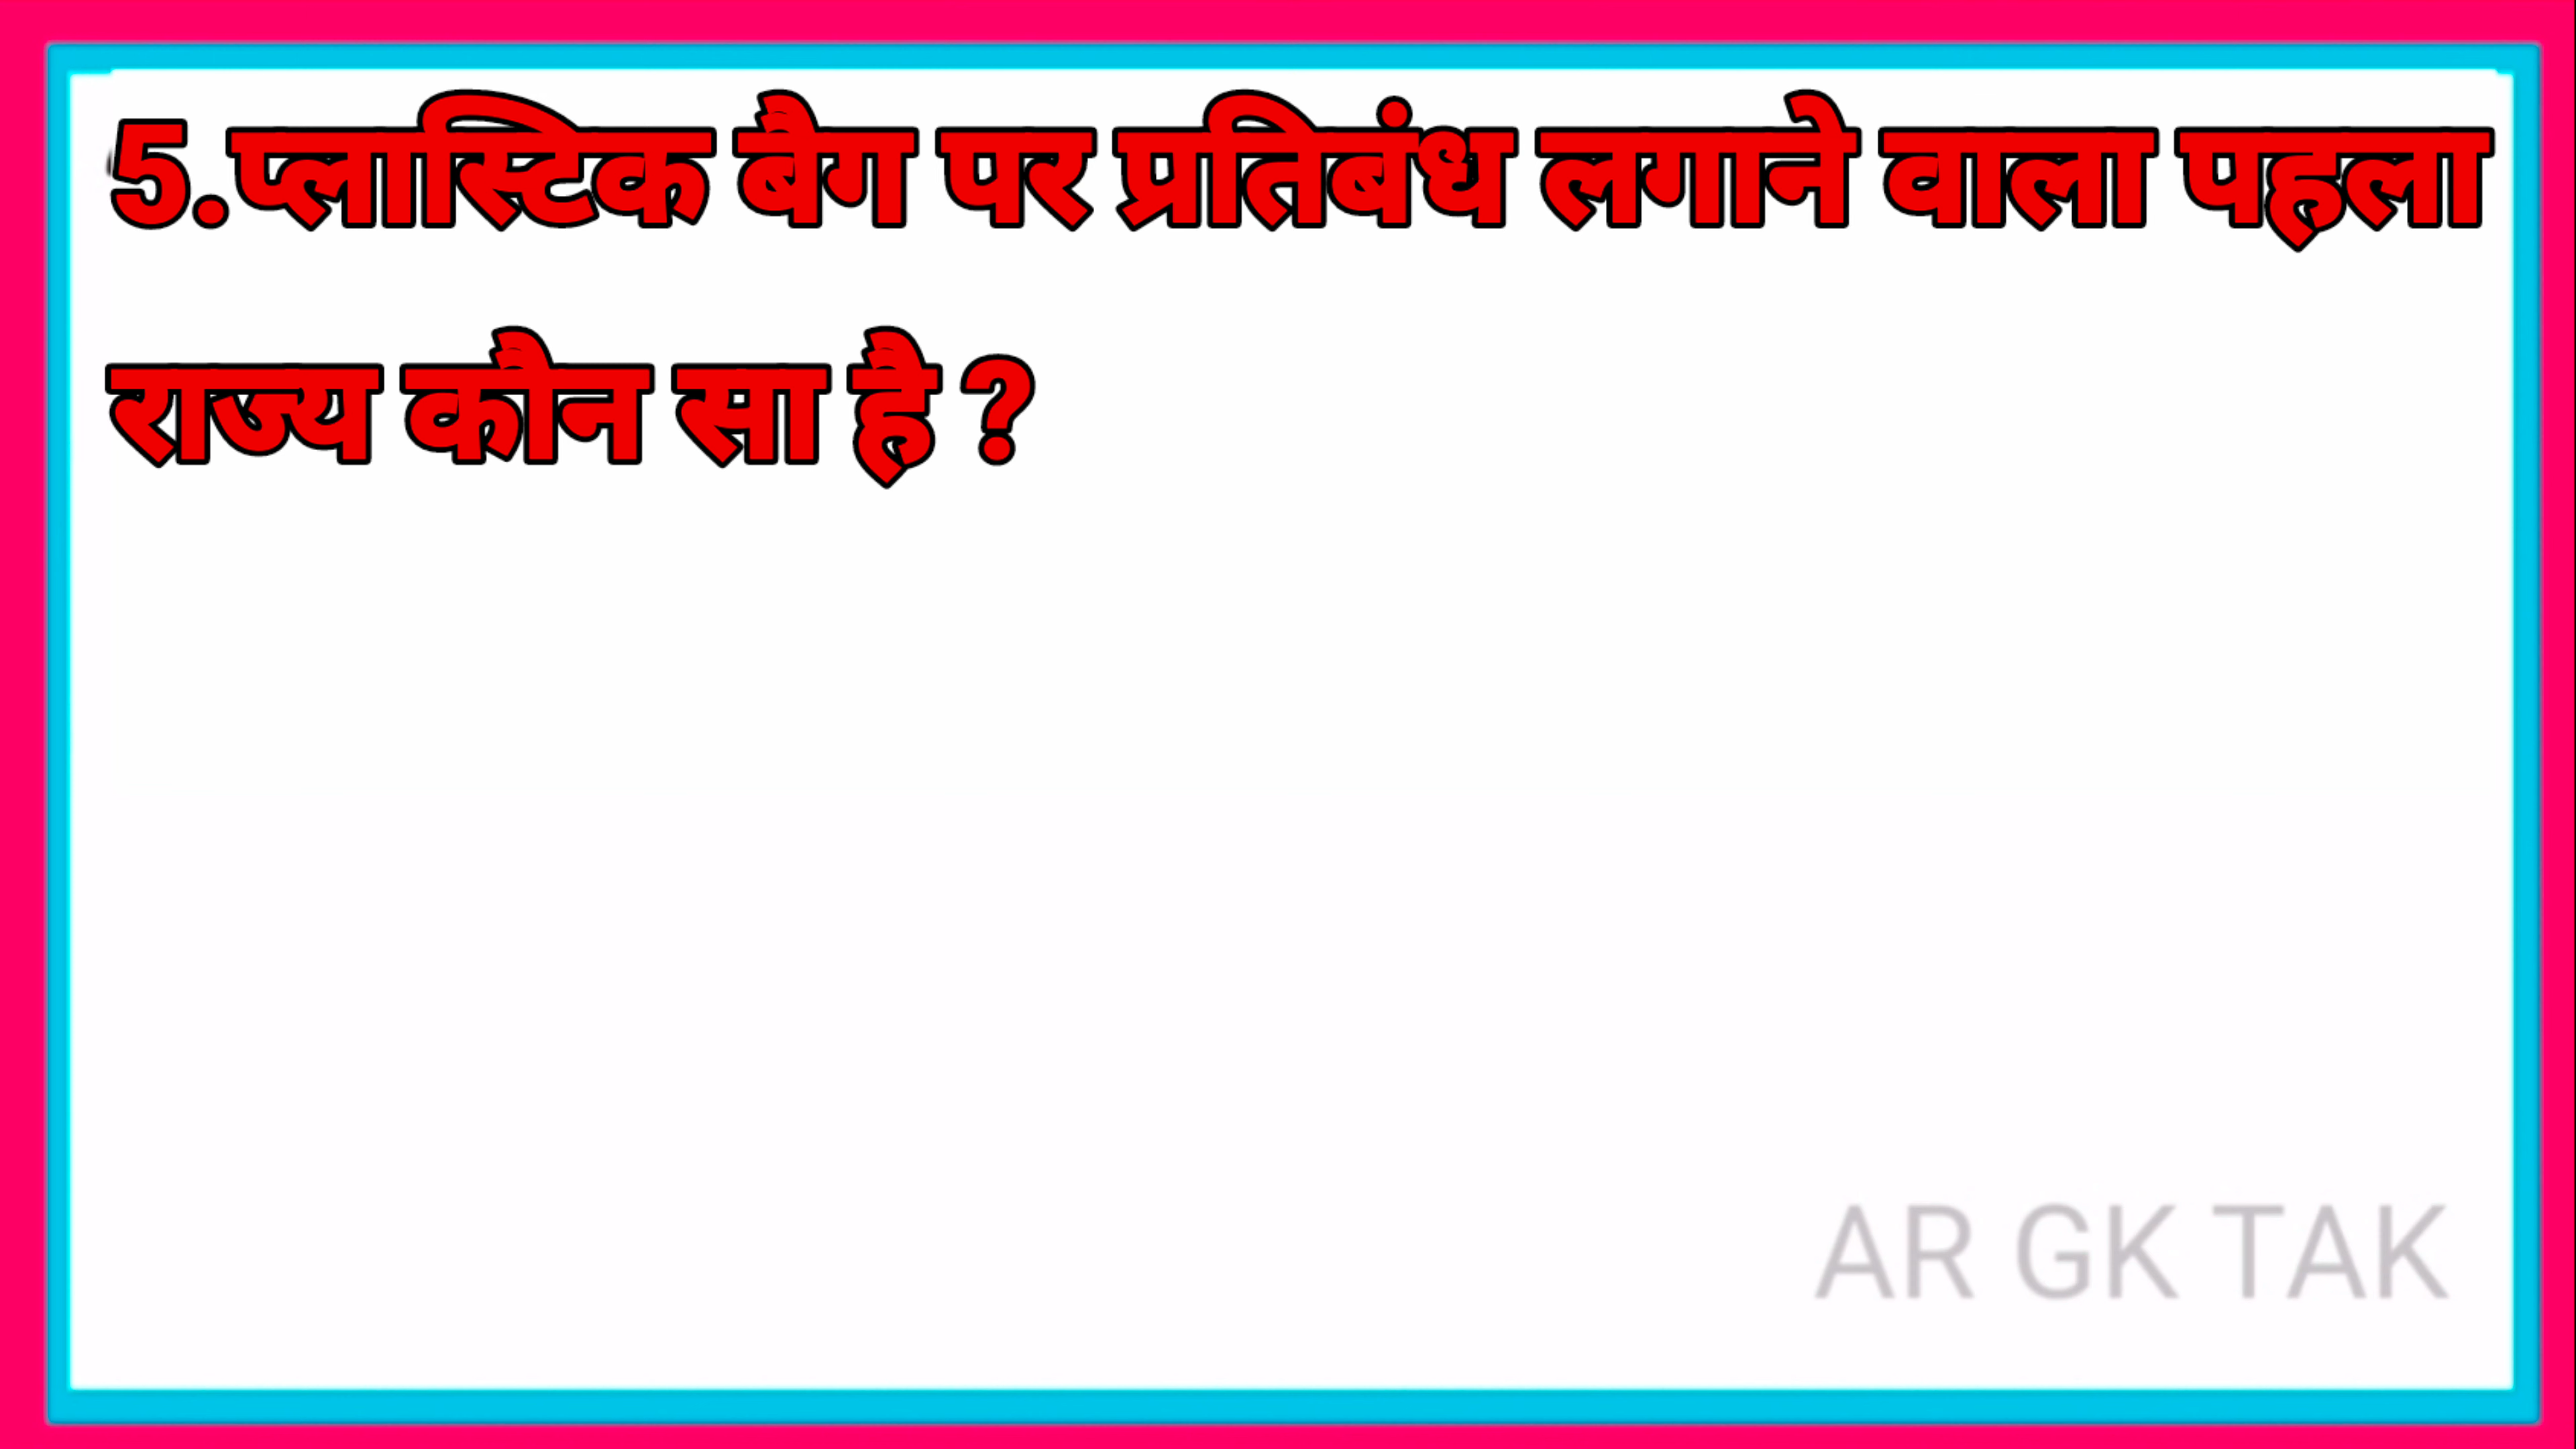 5.प्लास्टिक बैग पर प्रतिबंध लगाने वाला पहला
राज्य कौन सा है ?
AR GK TAK